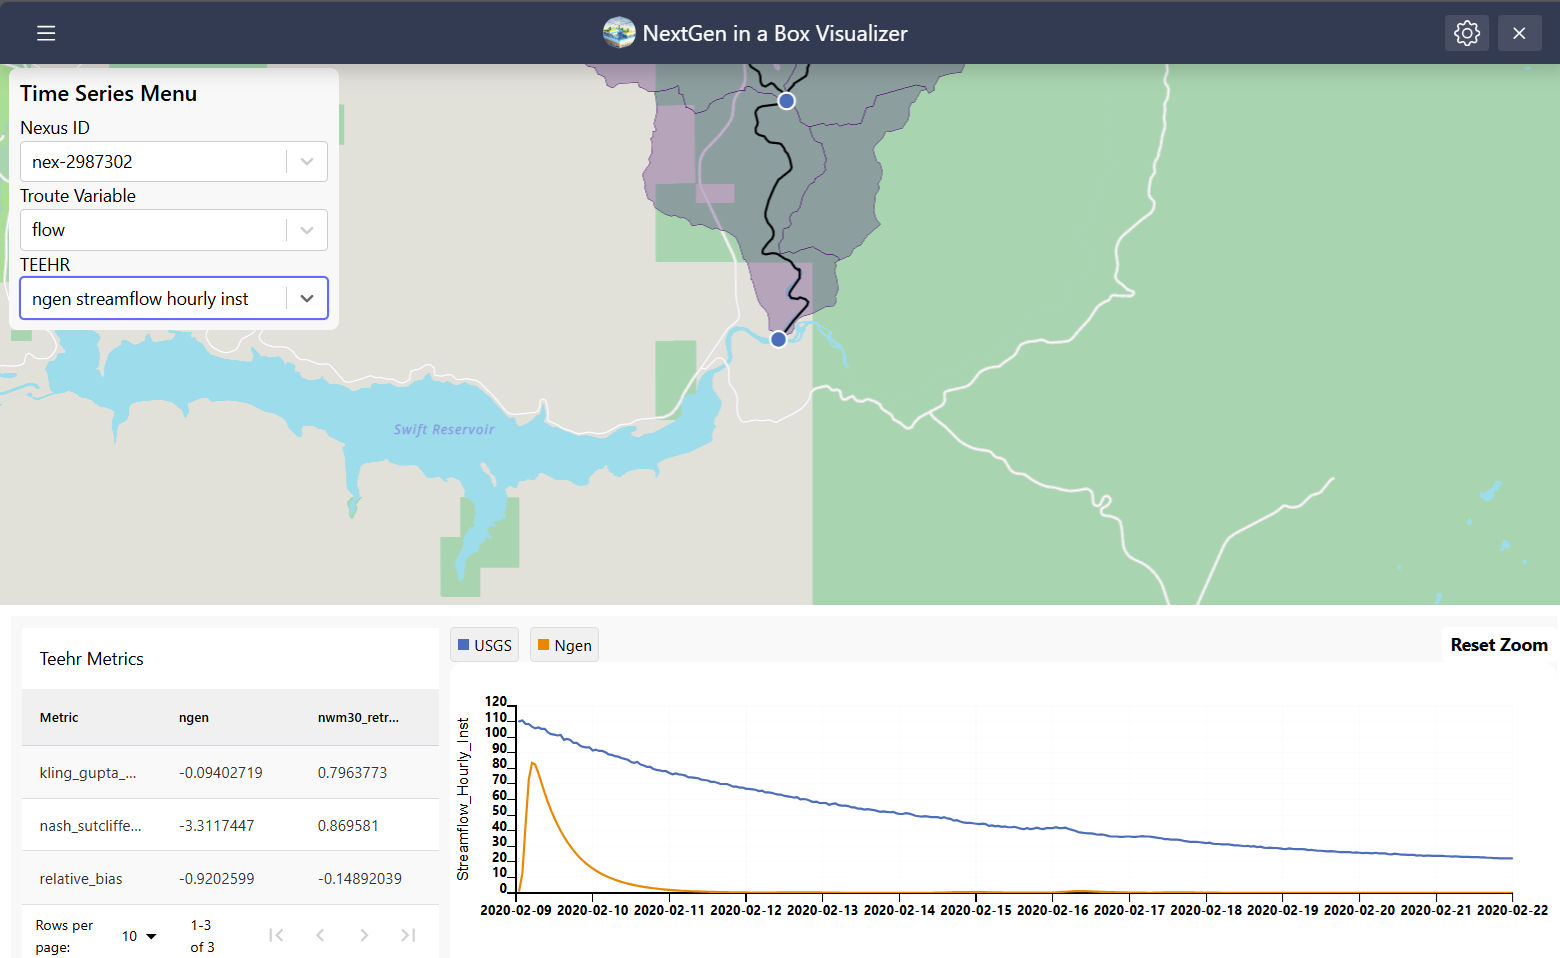 NextGen in a Box Visualizer
Time Series Menu
Nexus ID
nex-2987302
Troute Variable
flow
TEEHR
ngen streamflow hourly inst
Swift Reservoir
Teehr Metrics
Metric ngen nwm30_retr...
kling_gupta_... -0.09402719 0.7963773
nash_sutcliffe... -3.3117447 0.869581
relative_bias -0.9202599 -0.14892039
Rows per page: 10 1-3 of 3
USGS Ngen
Reset Zoom
Streamflow_Hourly_Inst
120
110
100
90
80
70
60
50
40
30
20
10
0
2020-02-09 2020-02-10 2020-02-11 2020-02-12 2020-02-13 2020-02-14 2020-02-15 2020-02-16 2020-02-17 2020-02-18 2020-02-19 2020-02-20 2020-02-21 2020-02-22